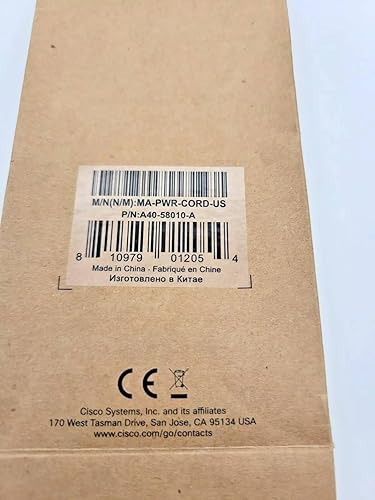 M/N(N/M):MA-PWR-CORD-US
P/N:A40-58010-A
8 10979 01205 4
Made in China - Fabriqué en Chine
Изготовлено в Китае
CE
Cisco Systems, Inc. and its affiliates
170 West Tasman Drive, San Jose, CA 95134 USA
www.cisco.com/go/contacts